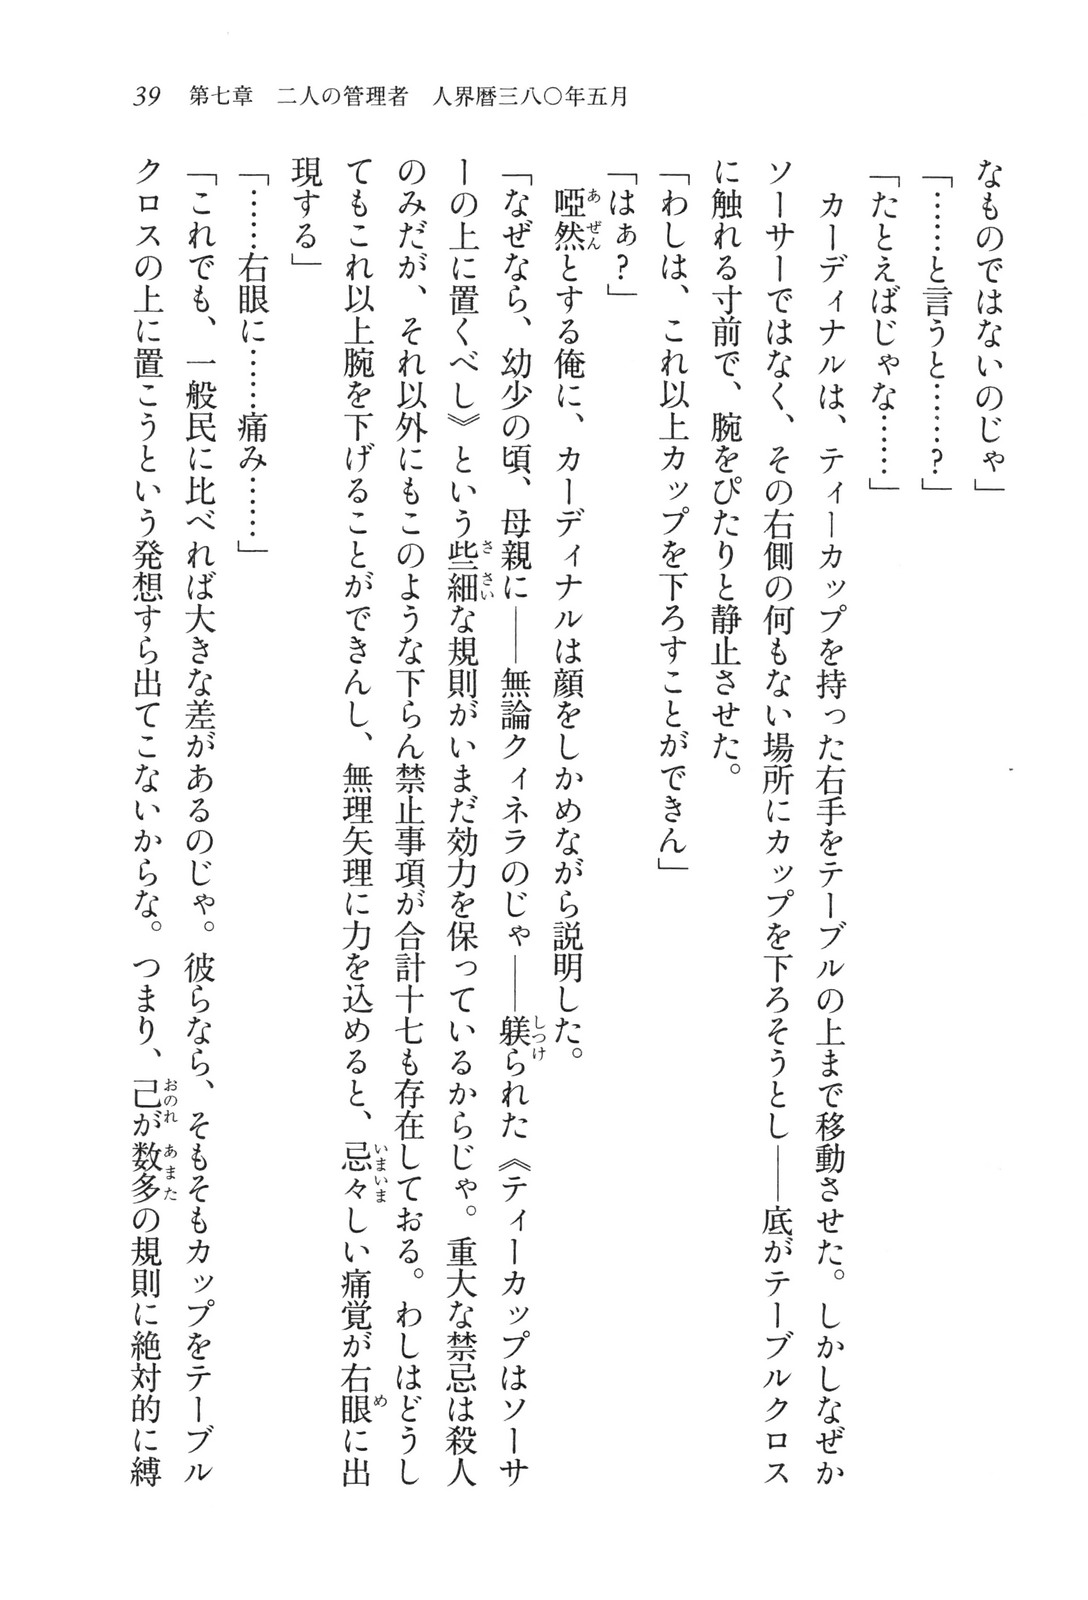 39　第七章　二人の管理者　人界暦三八〇年五月
なものではないのじゃ」
「……と言うと……？」
「たとえばじゃな……」
　カーディナルは、ティーカップを持った右手をテーブルの上まで移動させた。しかしなぜか
ソーサーではなく、その右側の何もない場所にカップを下ろそうとし――底がテーブルクロス
に触れる寸前で、腕をぴたりと静止させた。
「わしは、これ以上カップを下ろすことができん」
「はぁ？」
　啞然とする俺に、カーディナルは顔をしかめながら説明した。
「なぜなら、幼少の頃、母親に――無論クィネラのじゃ――躾られた《ティーカップはソーサ
ーの上に置くべし》という些細な規則がいまだ効力を保っているからじゃ。重大な禁忌は殺人
のみだが、それ以外にもこのような下らん禁止事項が合計十七も存在しておる。わしはどうし
てもこれ以上腕を下げることができんし、無理矢理に力を込めると、忌々しい痛覚が右眼に出
現する」
「……右眼に……痛み……」
「これでも、一般民に比べれば大きな差があるのじゃ。彼らなら、そもそもカップをテーブル
クロスの上に置こうという発想すら出てこないからな。つまり、己が数多の規則に絶対的に縛